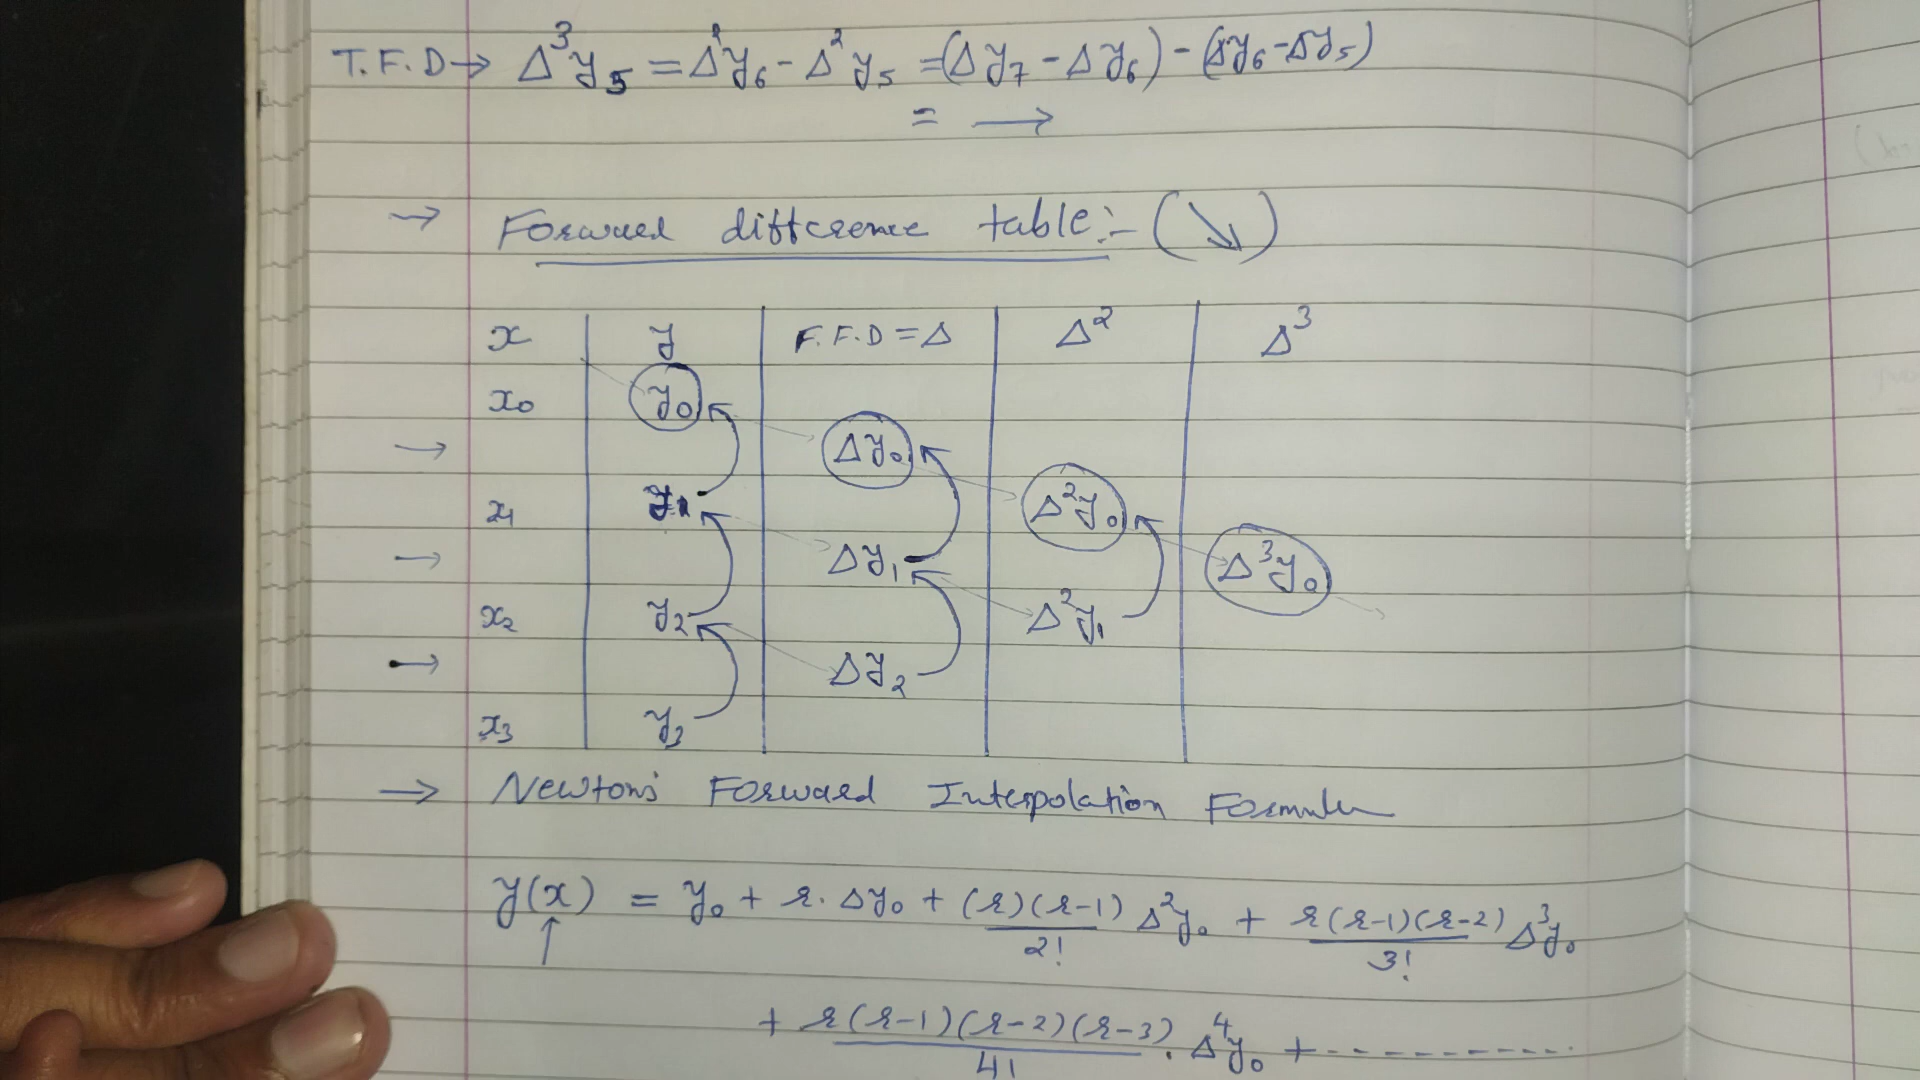 T.F.D → Δ³y₅ = Δ²y₆ - Δ²y₅ = (Δy₇ - Δy₆) - (Δy₆ - Δy₅)
= →
→ Forward difference table:- (↘)
x | y | F.F.D = Δ | Δ² | Δ³
x₀ y₀
→ Δy₀
x₁ y₁ Δ²y₀
→ Δy₁ Δ³y₀
x₂ y₂ Δ²y₁
→ Δy₂
x₃ y₃
→ Newton's Forward Interpolation Formula
y(x) = y₀ + r. Δy₀ + (r)(r-1)/2! Δ²y₀ + r(r-1)(r-2)/3! Δ³y₀
↑
+ r(r-1)(r-2)(r-3)/4! . Δ⁴y₀ + ----------